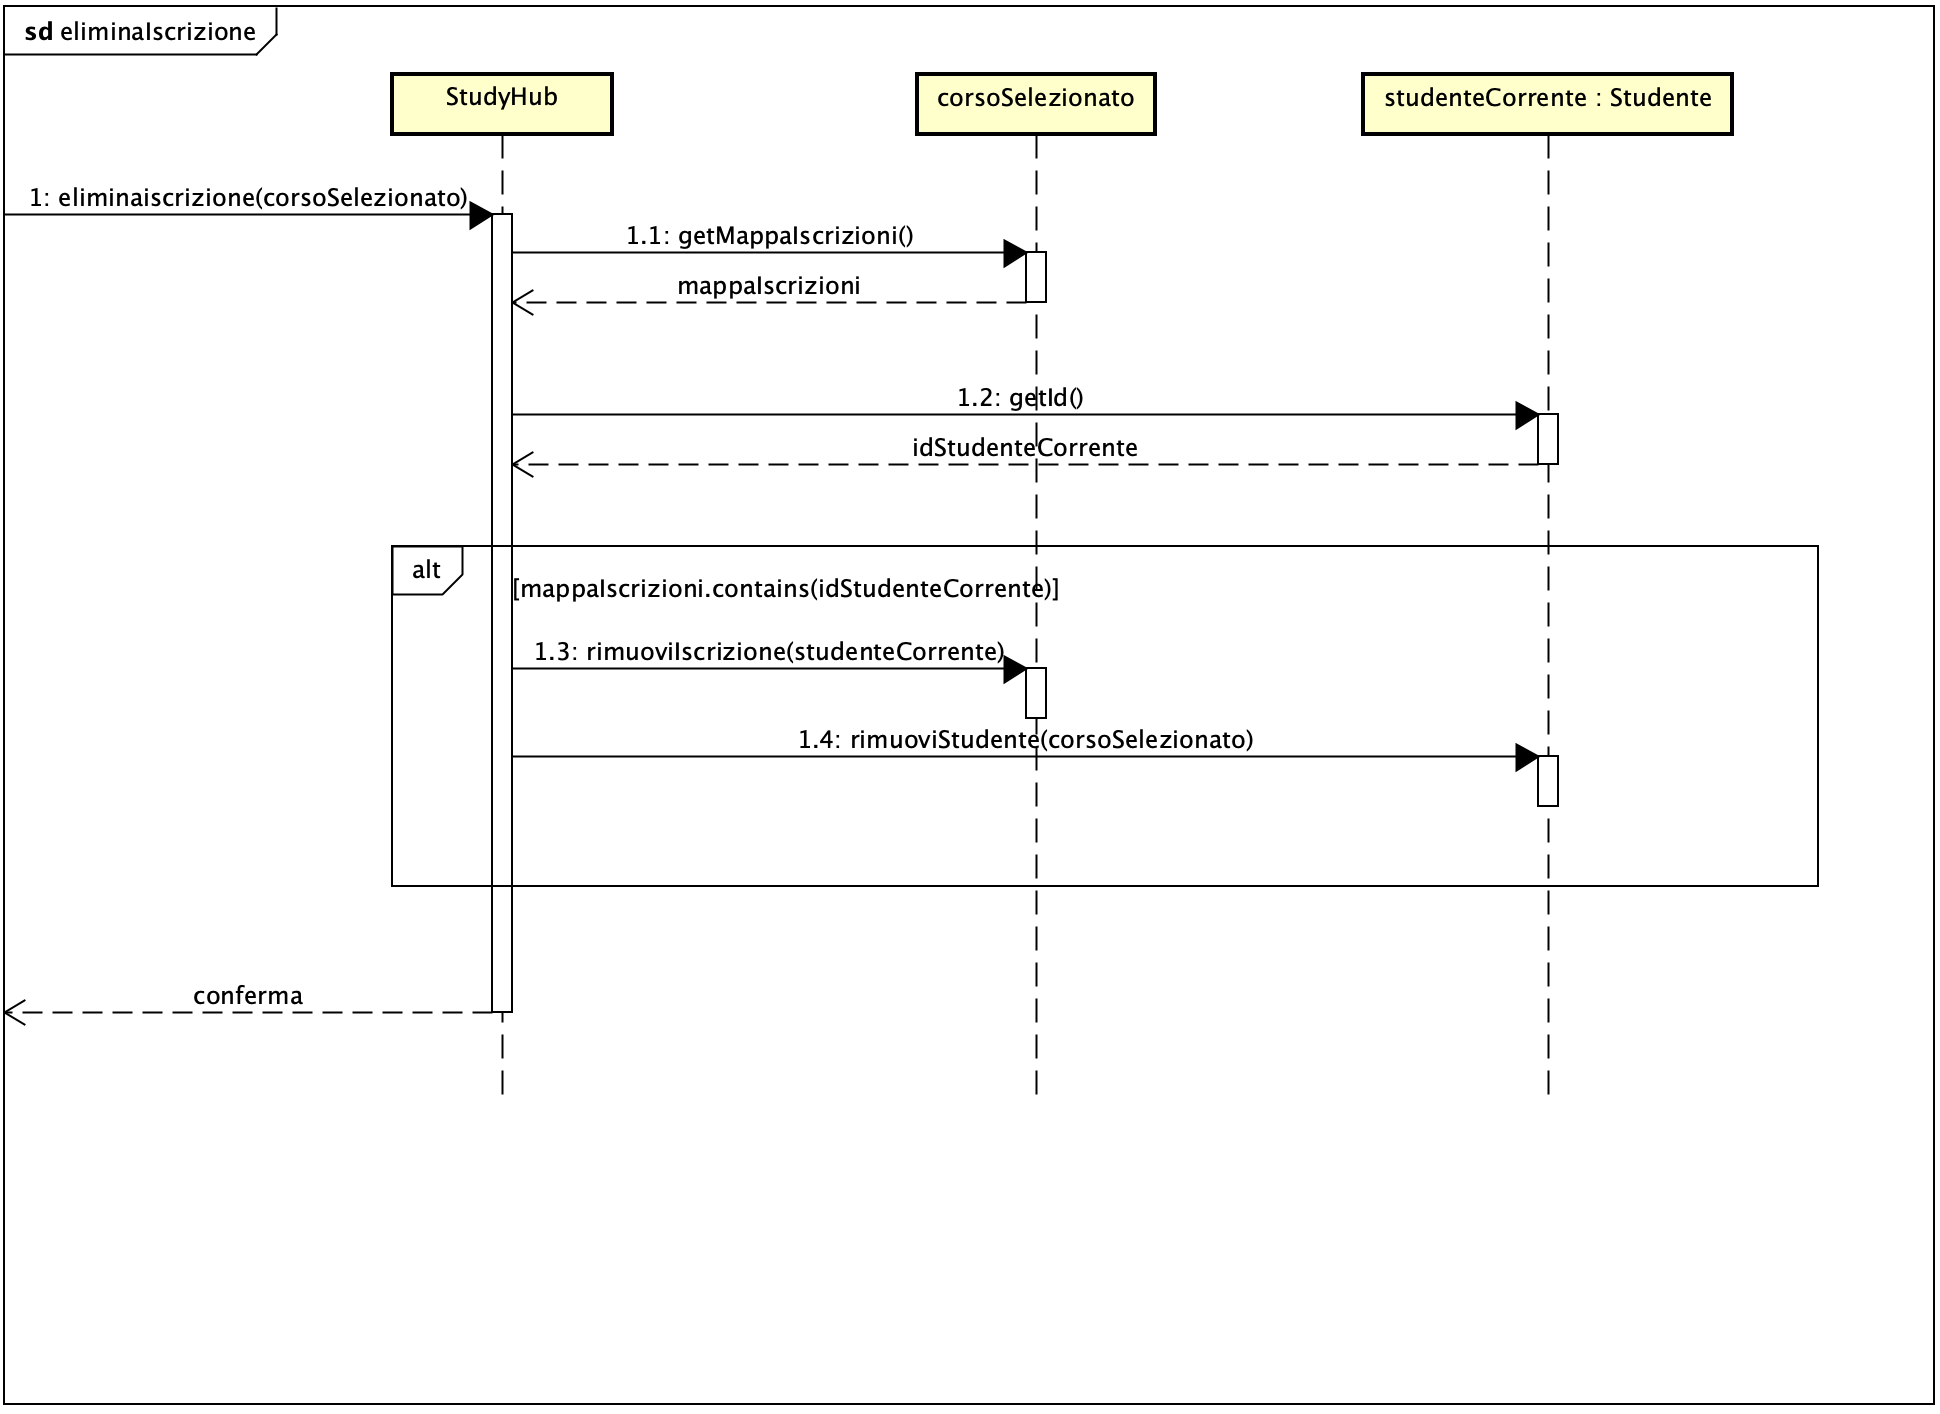 sd eliminaIscrizione
StudyHub
corsoSelezionato
studenteCorrente : Studente
1: eliminaiscrizione(corsoSelezionato)
1.1: getMappaIscrizioni()
mappaIscrizioni
1.2: getId()
idStudenteCorrente
alt
[mappaIscrizioni.contains(idStudenteCorrente)]
1.3: rimuoviIscrizione(studenteCorrente)
1.4: rimuoviStudente(corsoSelezionato)
conferma